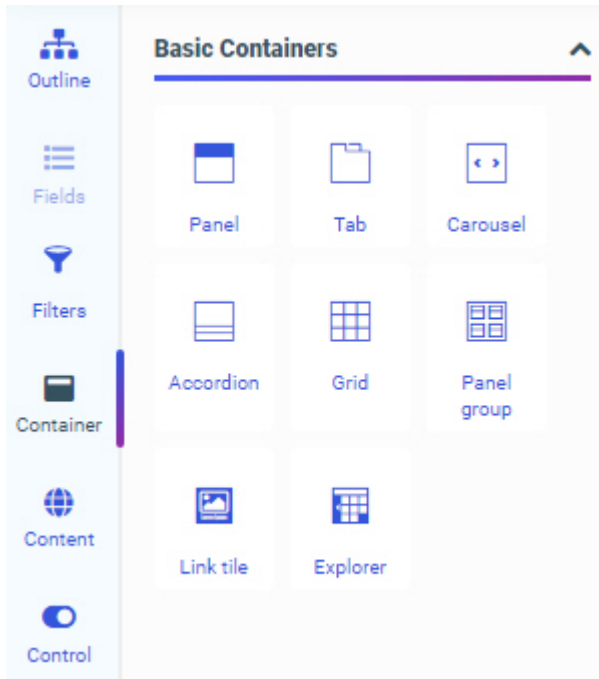 Outline
Fields
Filters
Container
Content
Control
Basic Containers
Panel
Tab
Carousel
Accordion
Grid
Panel
group
Link tile
Explorer